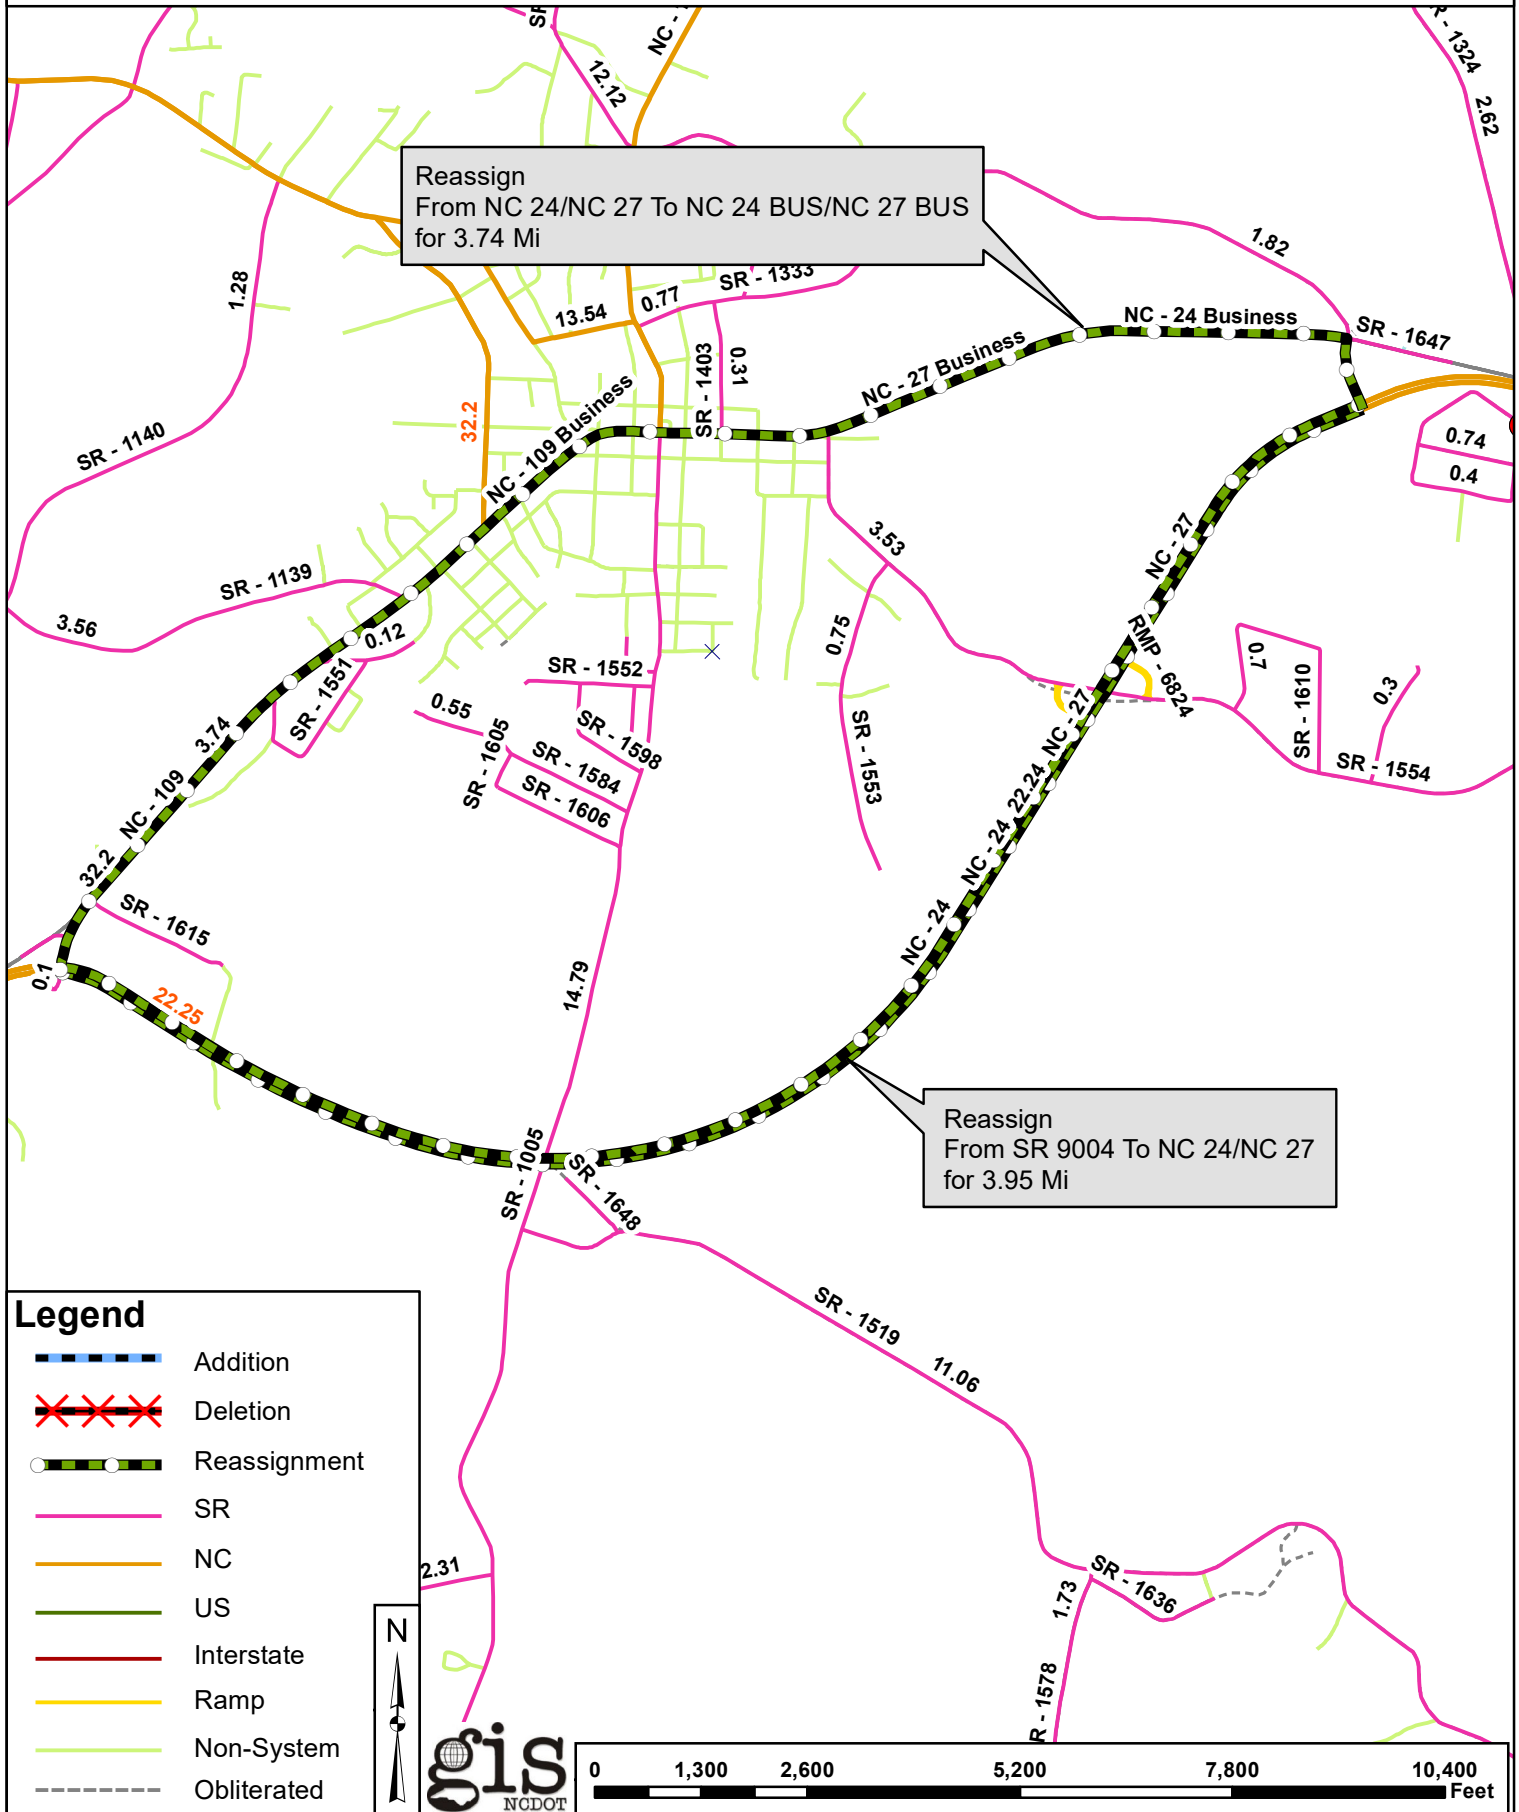 SR
NC -
12.12
R - 1324
2.62
Reassign
From NC 24/NC 27 To NC 24 BUS/NC 27 BUS
for 3.74 Mi
1.82
1.28
SR - 1333
0.77
13.54
NC - 24 Business
SR - 1647
NC - 27 Business
SR - 1403
0.31
32.2
NC - 109 Business
SR - 1140
0.74
0.4
3.53
NC - 27
SR - 1139
3.56
0.12
0.75
RMP - 6824
0.7
SR - 1610
0.3
SR - 1552
SR - 1551
0.55
SR - 1605
SR - 1598
SR - 1584
SR - 1606
SR - 1553
NC - 27
SR - 1554
3.74
22.24
NC - 109
NC - 24
32.2
SR - 1615
NC - 24
0.1
22.25
14.79
Reassign
From SR 9004 To NC 24/NC 27
for 3.95 Mi
SR - 1005
SR - 1648
SR - 1519
11.06
2.31
SR - 1636
1.73
R - 1578
Legend
Addition
Deletion
Reassignment
SR
NC
US
Interstate
Ramp
Non-System
Obliterated
N
gis
NCDOT
0 1,300 2,600 5,200 7,800 10,400
Feet